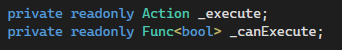 private readonly Action _execute;
private readonly Func<bool> _canExecute;